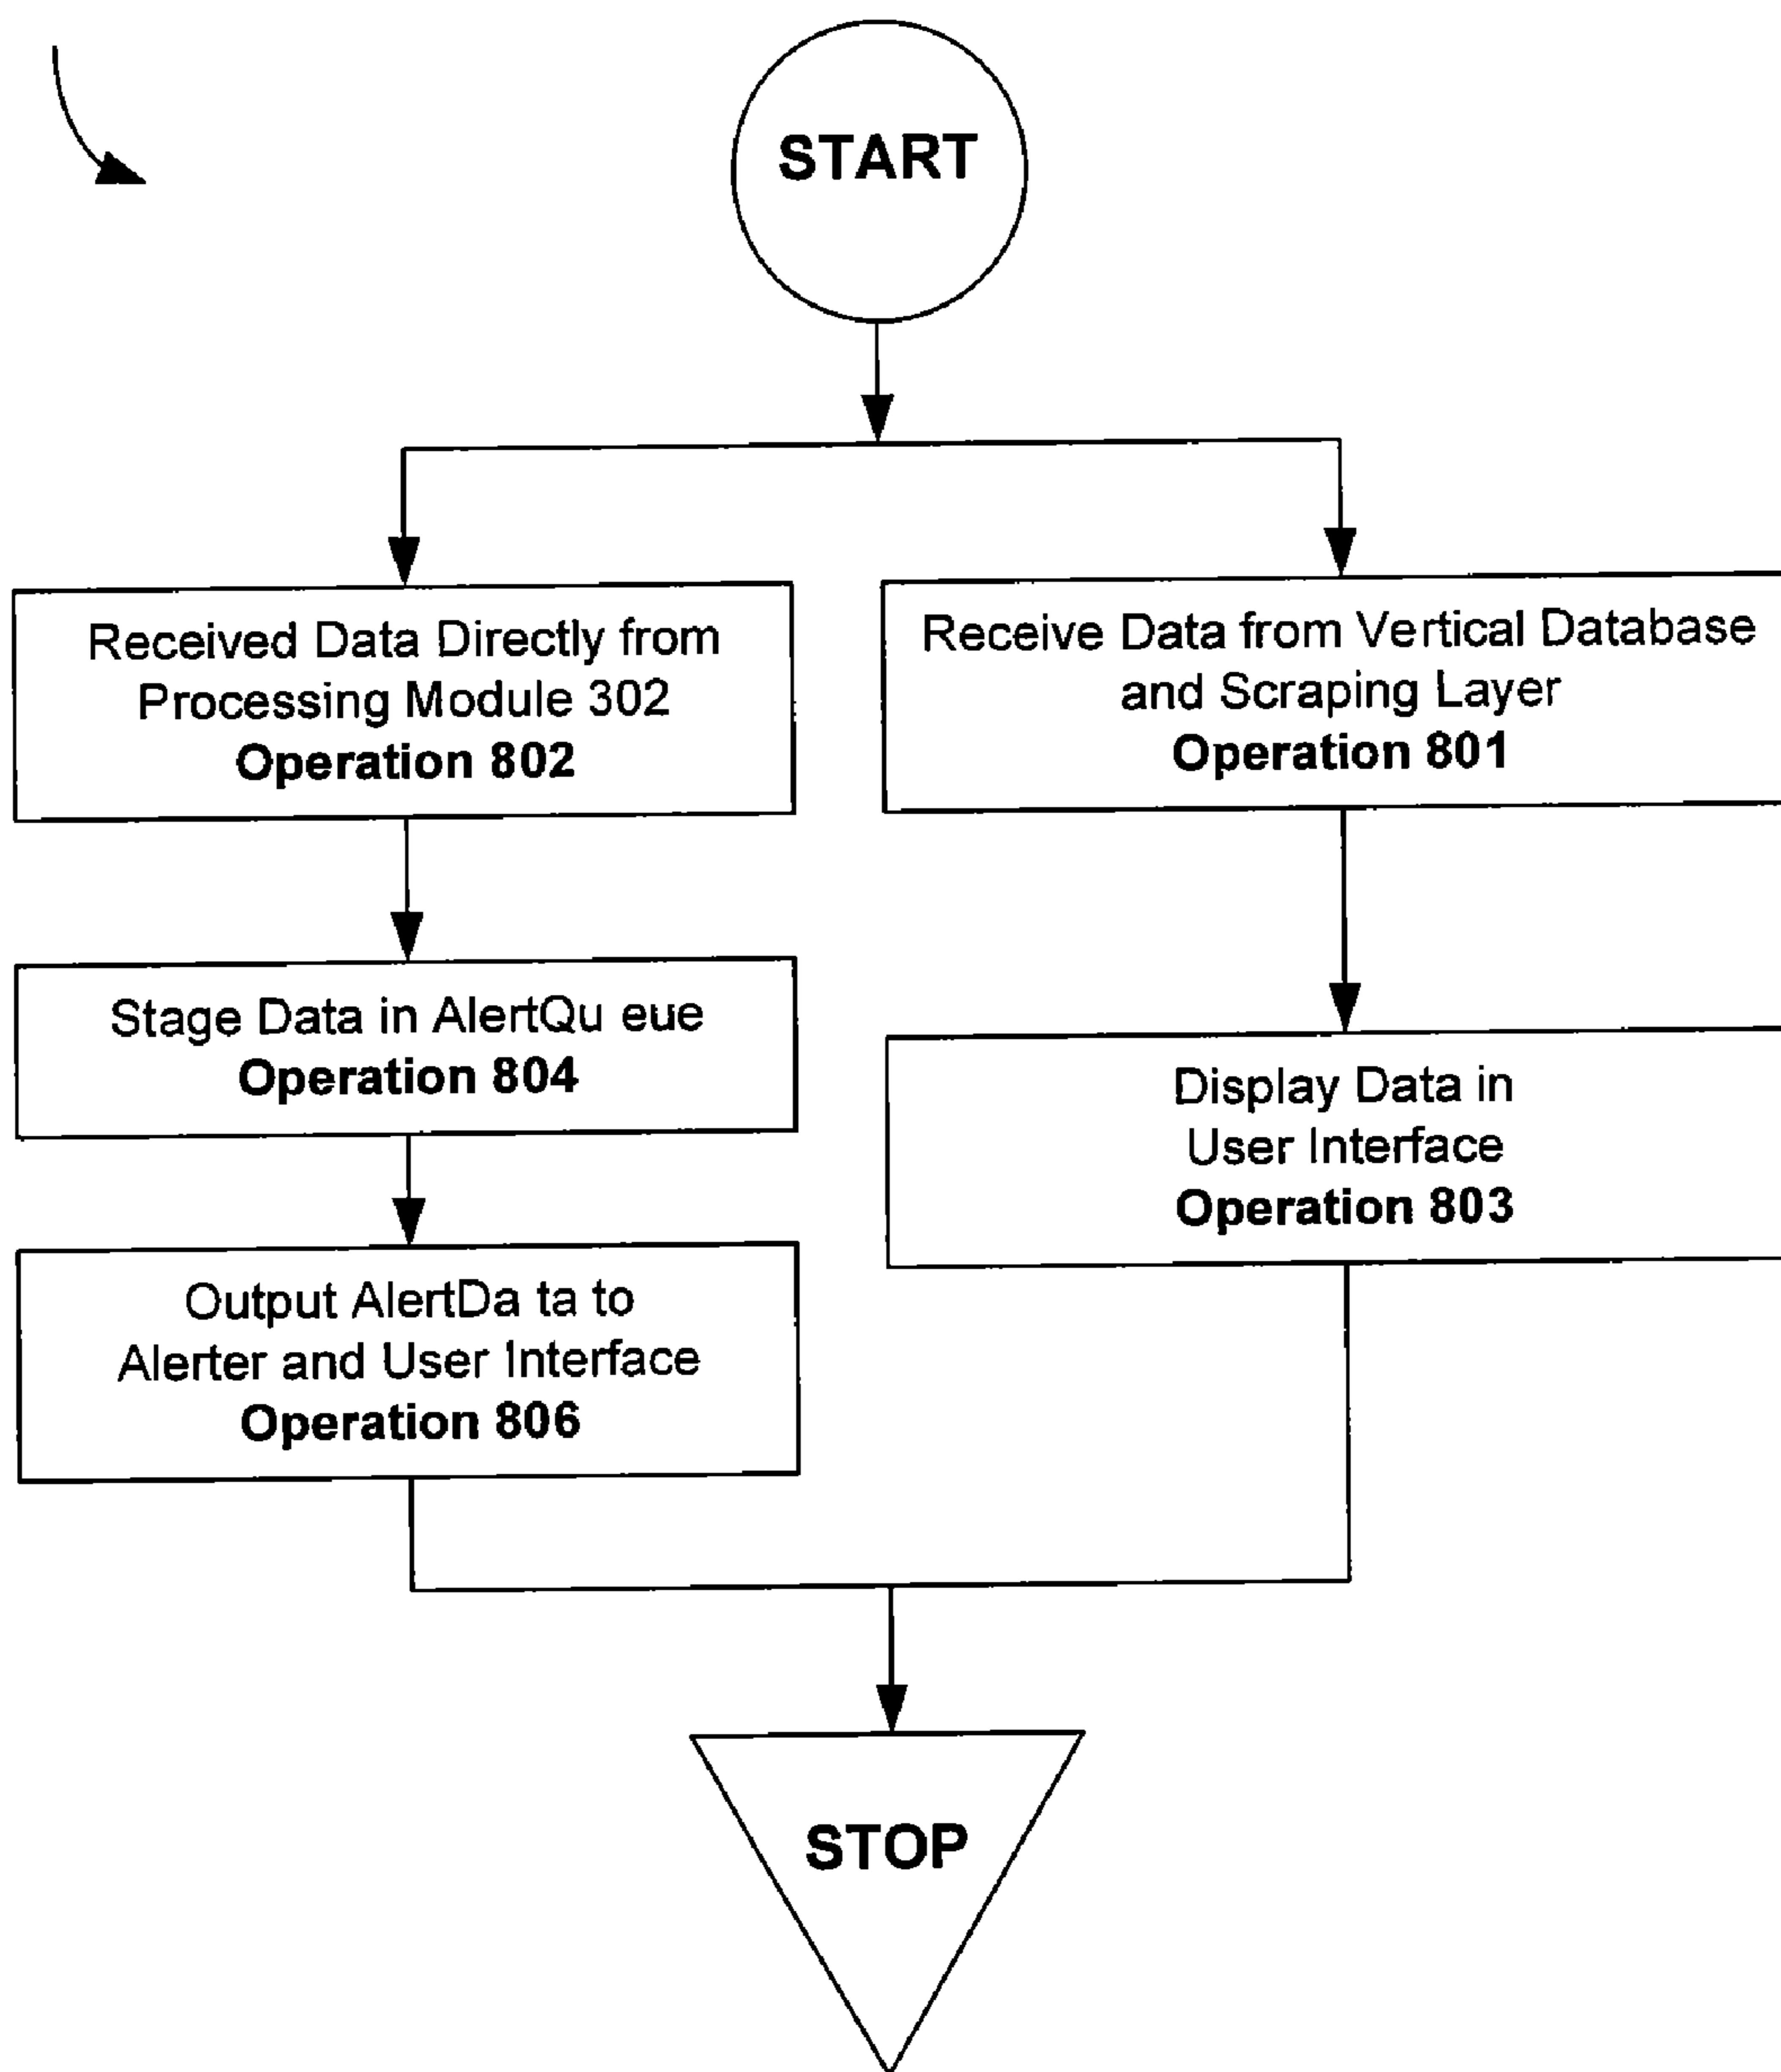 START
Received Data Directly from
Processing Module 302
Operation 802
Receive Data from Vertical Database
and Scraping Layer
Operation 801
Stage Data in AlertQu eue
Operation 804
Display Data in
User Interface
Operation 803
Output AlertDa ta to
Alerter and User Interface
Operation 806
STOP